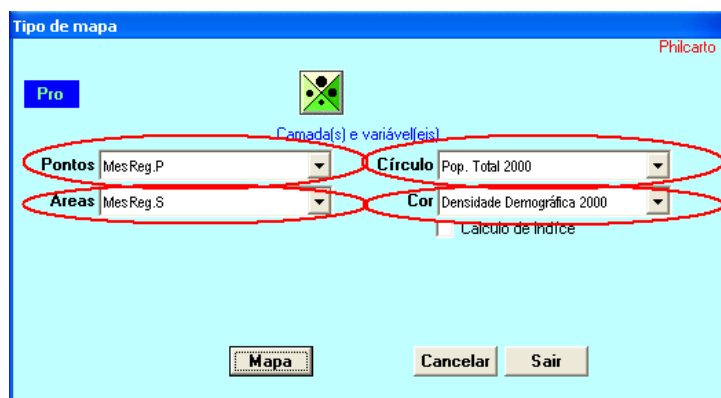 Tipo de mapa
Philcarto
Pro
Camada(s) e variável(eis)
Pontos MesReg.P Círculo Pop. Total 2000
Áreas MesReg.S Cor Densidade Demográfica 2000
Cálculo de índice
Mapa Cancelar Sair